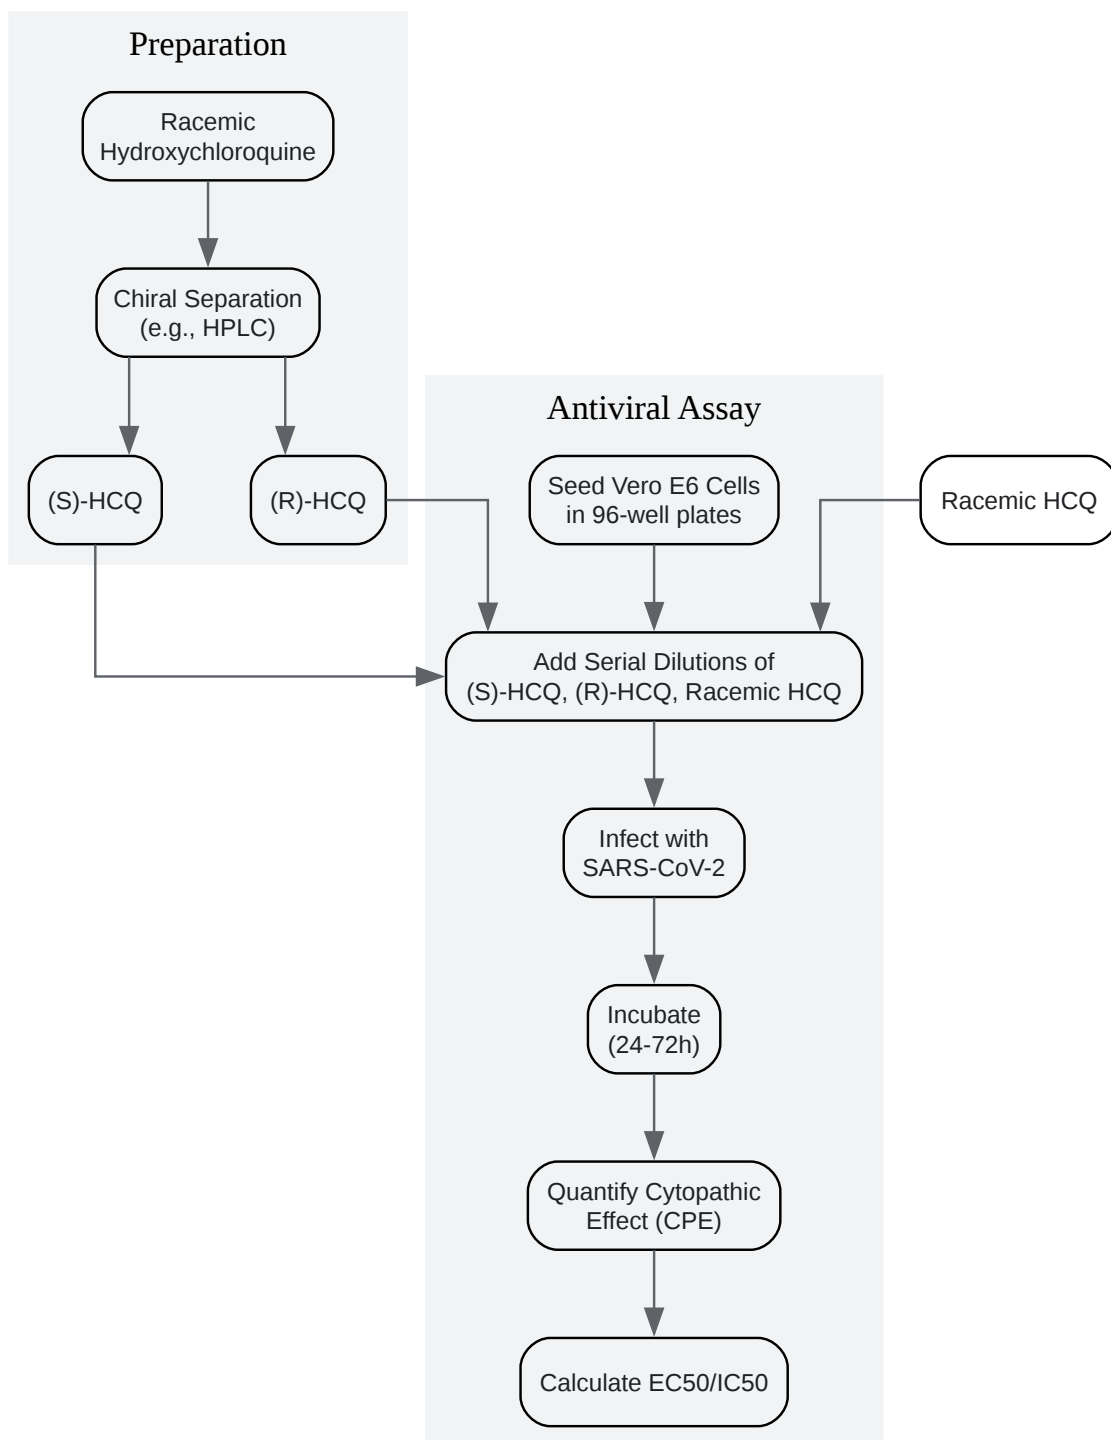 Preparation
Racemic
Hydroxychloroquine
Chiral Separation
(e.g., HPLC)
(S)-HCQ
(R)-HCQ
Antiviral Assay
Seed Vero E6 Cells
in 96-well plates
Racemic HCQ
Add Serial Dilutions of
(S)-HCQ, (R)-HCQ, Racemic HCQ
Infect with
SARS-CoV-2
Incubate
(24-72h)
Quantify Cytopathic
Effect (CPE)
Calculate EC50/IC50